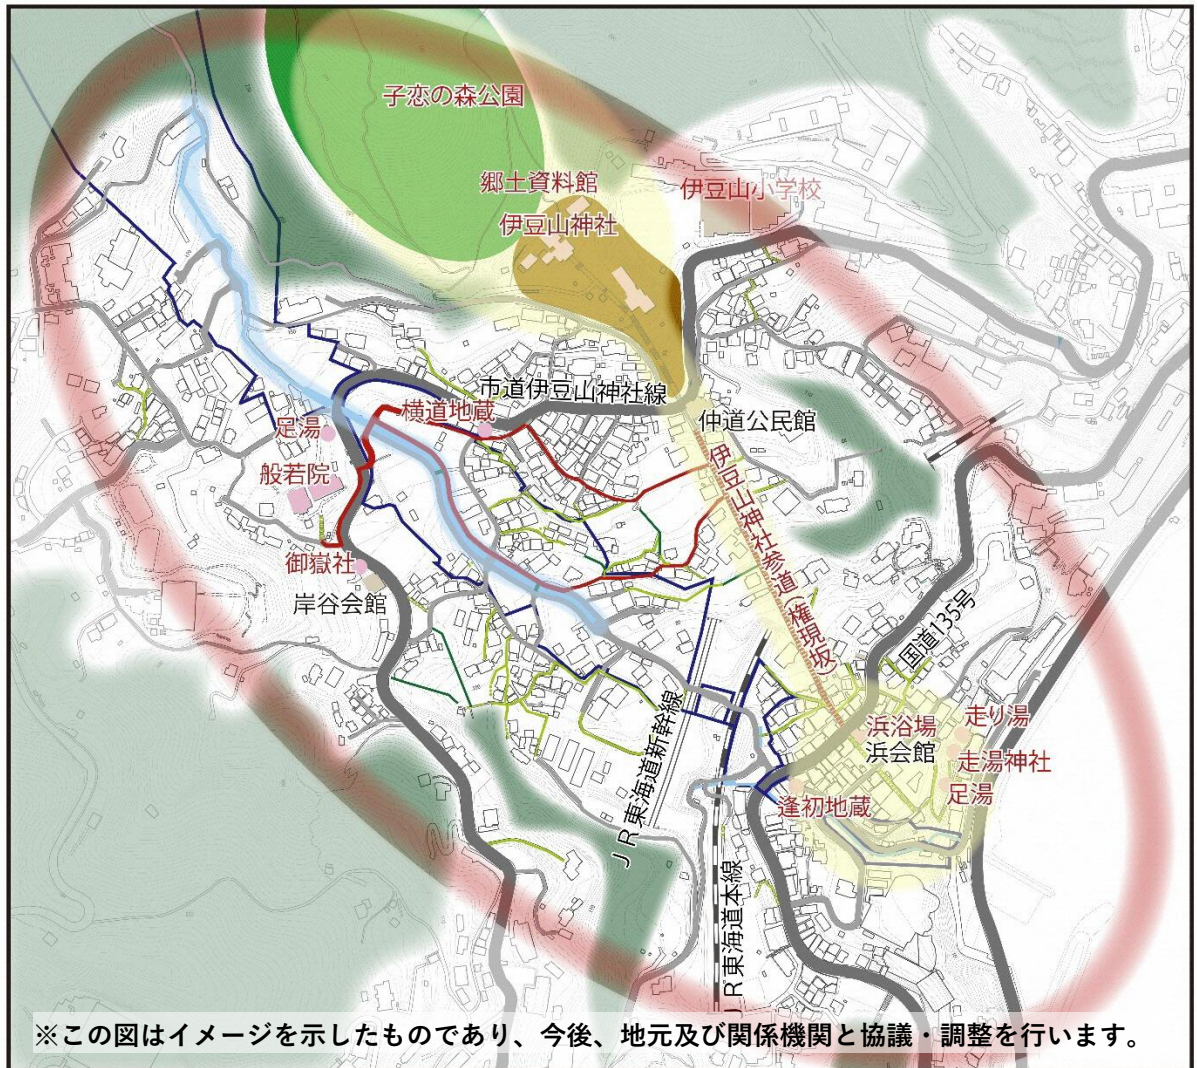 子恋の森公園
郷土資料館
伊豆山神社
伊豆山小学校
市道伊豆山神社線
横道地蔵
足湯
仲道公民館
般若院
伊豆山神社参道(権現坂)
御嶽社
岸谷会館
国道135号
JR東海道新幹線
走り湯
浜浴場
浜会館
走湯神社
足湯
逢初地蔵
JR東海道本線
※この図はイメージを示したものであり、今後、地元及び関係機関と協議・調整を行います。